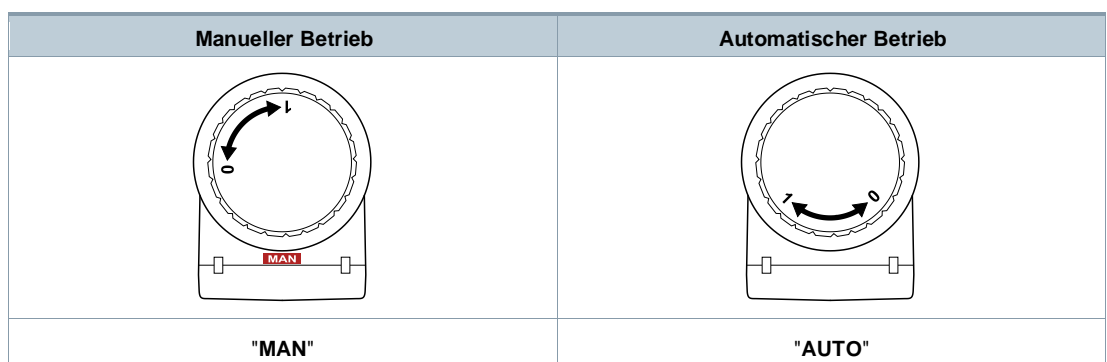 Manueller Betrieb
Automatischer Betrieb
1
0
MAN
1
0
"MAN"
"AUTO"